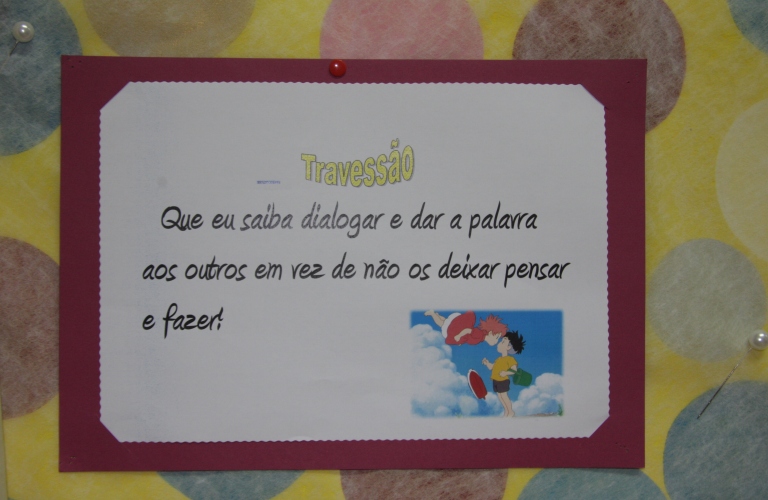 Travessão
Que eu saiba dialogar e dar a palavra
aos outros em vez de não os deixar pensar
e fazer!